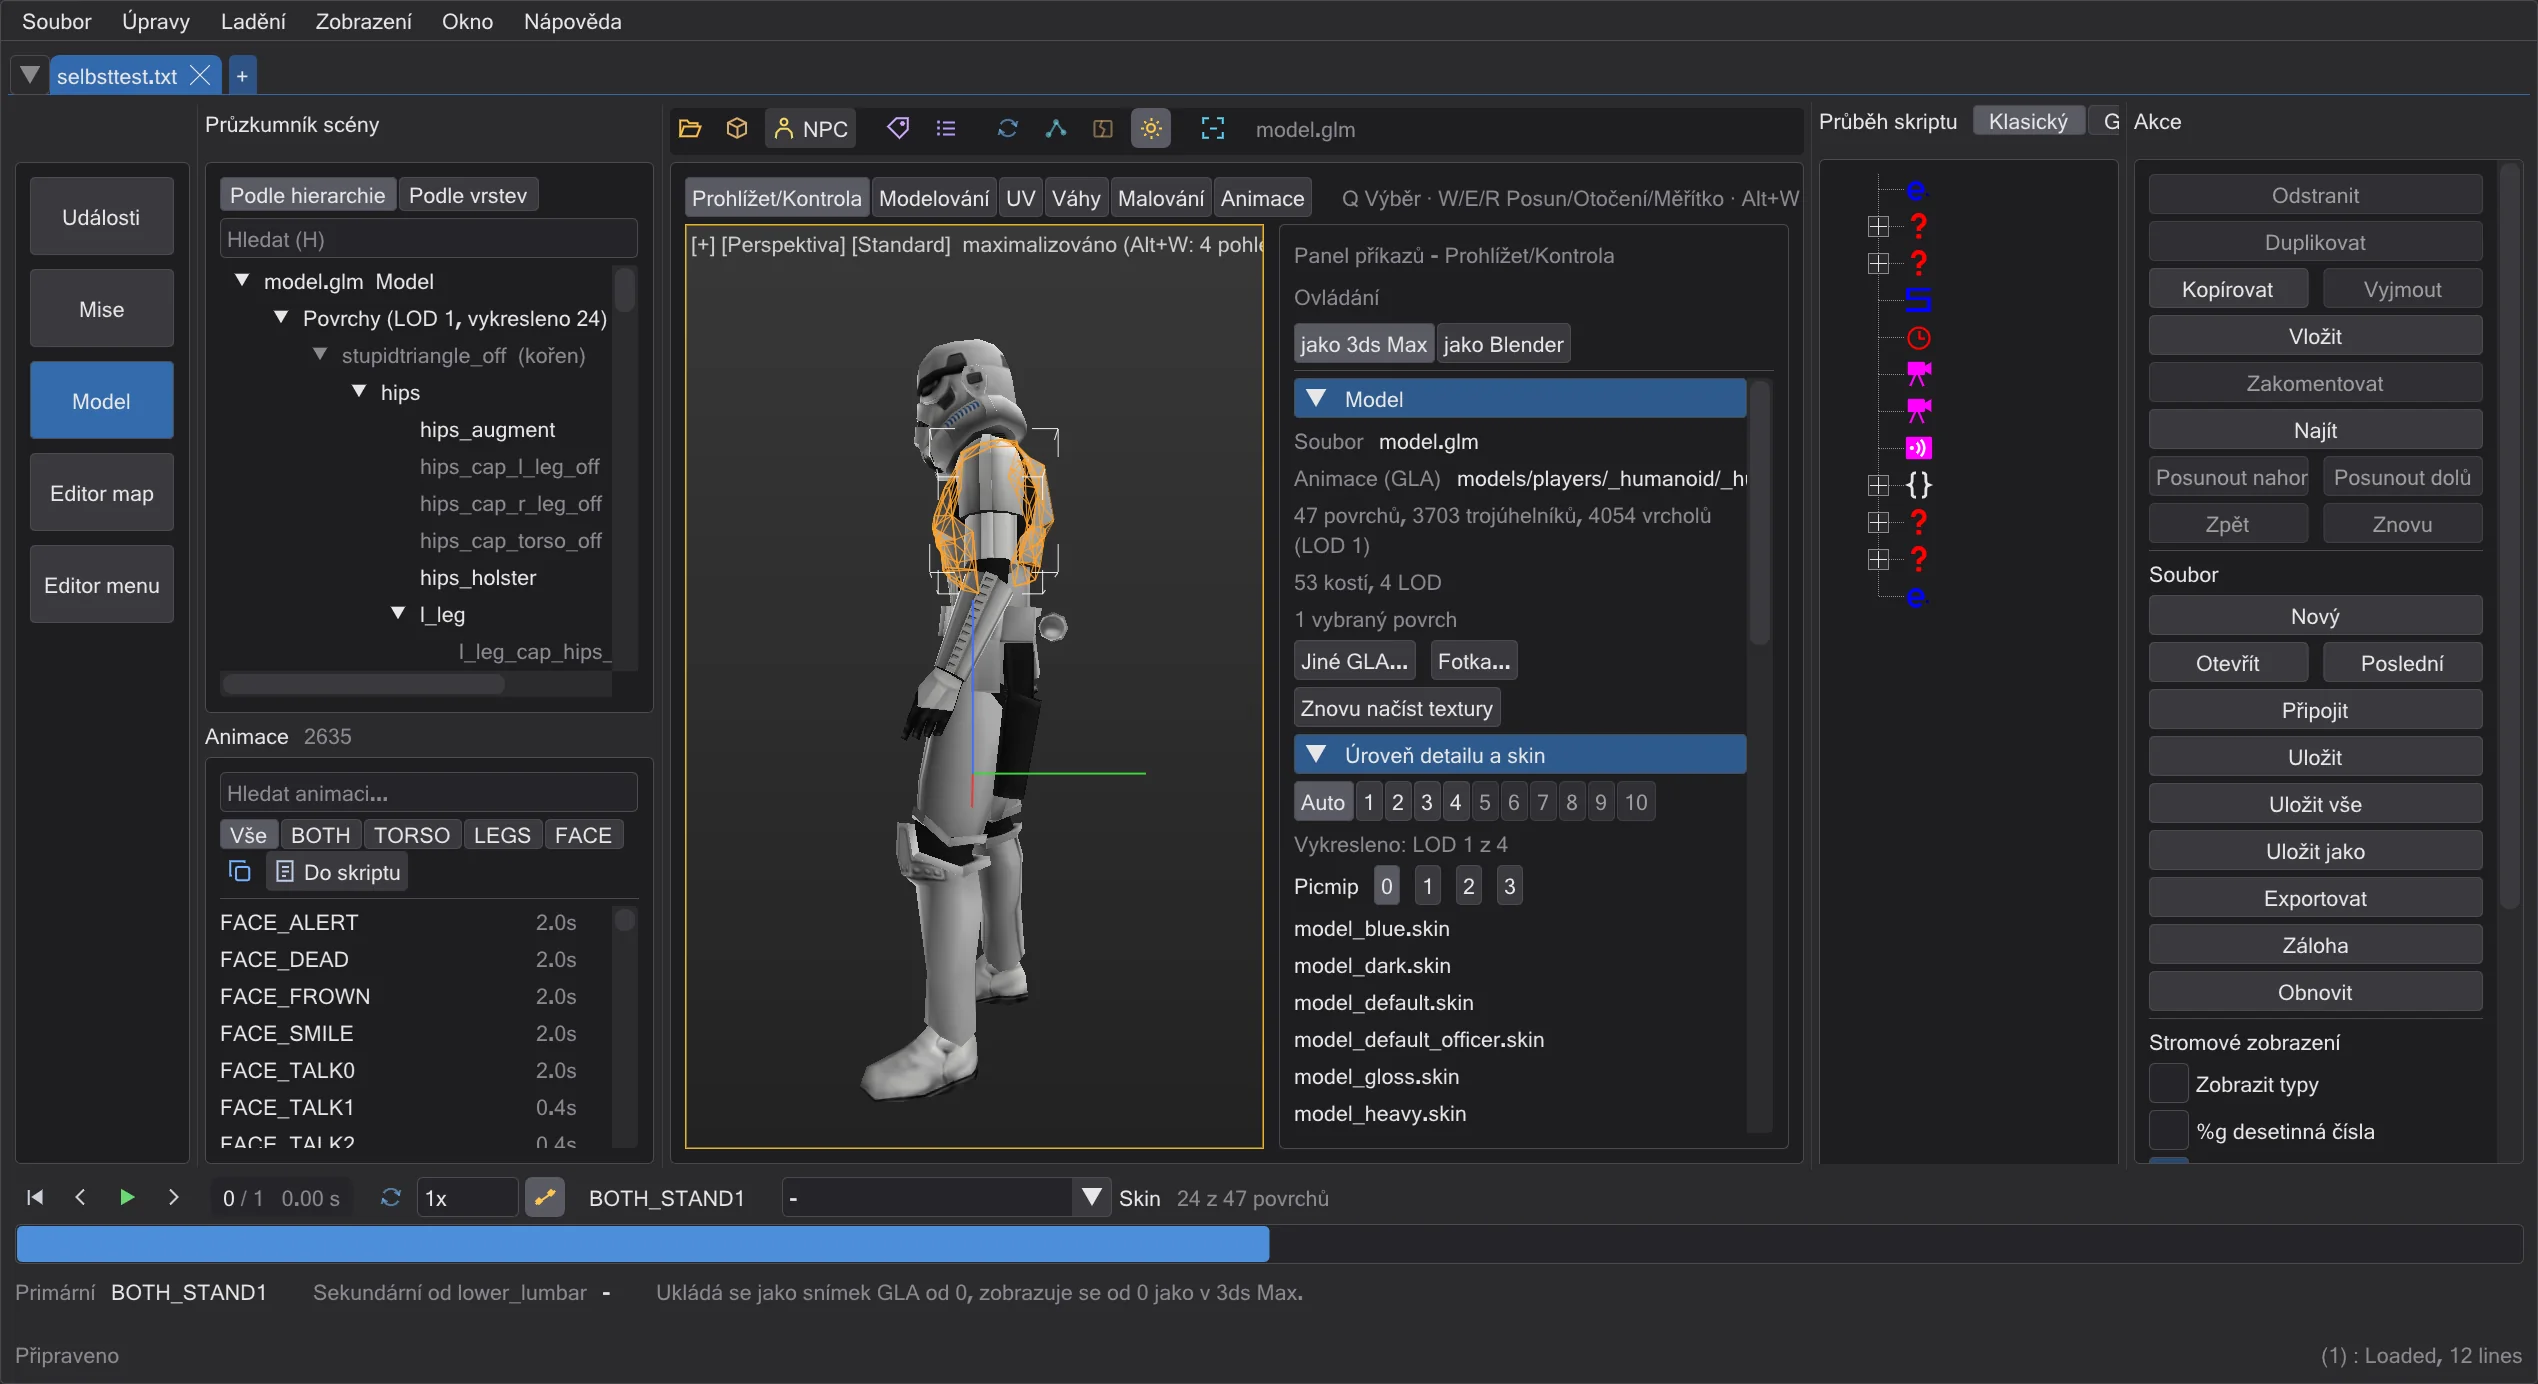 Soubor Úpravy Ladění Zobrazení Okno Nápověda
selbsttest.txt +
Události
Mise
Model
Editor map
Editor menu
Průzkumník scény
Podle hierarchie Podle vrstev
Hledat (H)
model.glm Model
Povrchy (LOD 1, vykresleno 24)
stupidtriangle_off (kořen)
hips
hips_augment
hips_cap_l_leg_off
hips_cap_r_leg_off
hips_cap_torso_off
hips_holster
l_leg
l_leg_cap_hips_
Animace 2635
Hledat animaci...
Vše BOTH TORSO LEGS FACE
Do skriptu
FACE_ALERT 2.0s
FACE_DEAD 2.0s
FACE_FROWN 2.0s
FACE_SMILE 2.0s
FACE_TALK0 2.0s
FACE_TALK1 0.4s
FACE_TALK2 0.4s
NPC model.glm
Prohlížet/Kontrola Modelování UV Váhy Malování Animace Q Výběr · W/E/R Posun/Otočení/Měřítko · Alt+W
[+] [Perspektiva] [Standard] maximalizováno (Alt+W: 4 pohle
Panel příkazů - Prohlížet/Kontrola
Ovládání
jako 3ds Max jako Blender
Model
Soubor model.glm
Animace (GLA) models/players/_humanoid/_hu
47 povrchů, 3703 trojúhelníků, 4054 vrcholů
(LOD 1)
53 kostí, 4 LOD
1 vybraný povrch
Jiné GLA... Fotka...
Znovu načíst textury
Úroveň detailu a skin
Auto 1 2 3 4 5 6 7 8 9 10
Vykresleno: LOD 1 z 4
Picmip 0 1 2 3
model_blue.skin
model_dark.skin
model_default.skin
model_default_officer.skin
model_gloss.skin
model_heavy.skin
Průběh skriptu Klasický G
Akce
Odstranit
Duplikovat
Kopírovat Vyjmout
Vložit
Zakomentovat
Najít
Posunout nahor Posunout dolů
Zpět Znovu
Soubor
Nový
Otevřít Poslední
Připojit
Uložit
Uložit vše
Uložit jako
Exportovat
Záloha
Obnovit
Stromové zobrazení
Zobrazit typy
%g desetinná čísla
0 / 1 0.00 s 1x BOTH_STAND1 - Skin 24 z 47 povrchů
Primární BOTH_STAND1 Sekundární od lower_lumbar - Ukládá se jako snímek GLA od 0, zobrazuje se od 0 jako v 3ds Max.
Připraveno (1) : Loaded, 12 lines